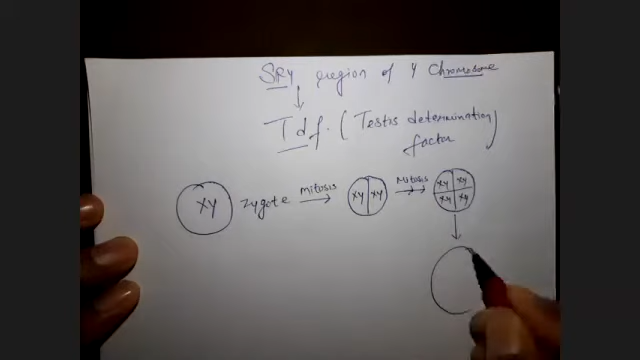 SRY region of Y Chromosome
Tdf. (Testis determination
factor)
XY zygote mitosis XY XY Mitosis XY XY
XY XY